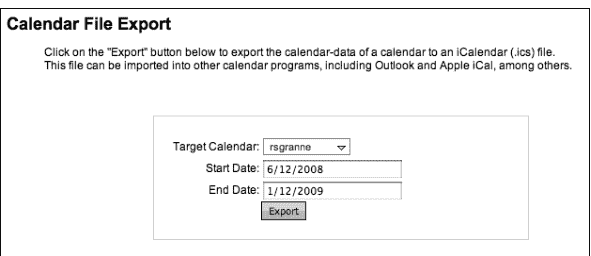 Calendar File Export
Click on the "Export" button below to export the calendar-data of a calendar to an iCalendar (.ics) file.
This file can be imported into other calendar programs, including Outlook and Apple iCal, among others.
Target Calendar: rsgranne
Start Date: 6/12/2008
End Date: 1/12/2009
Export